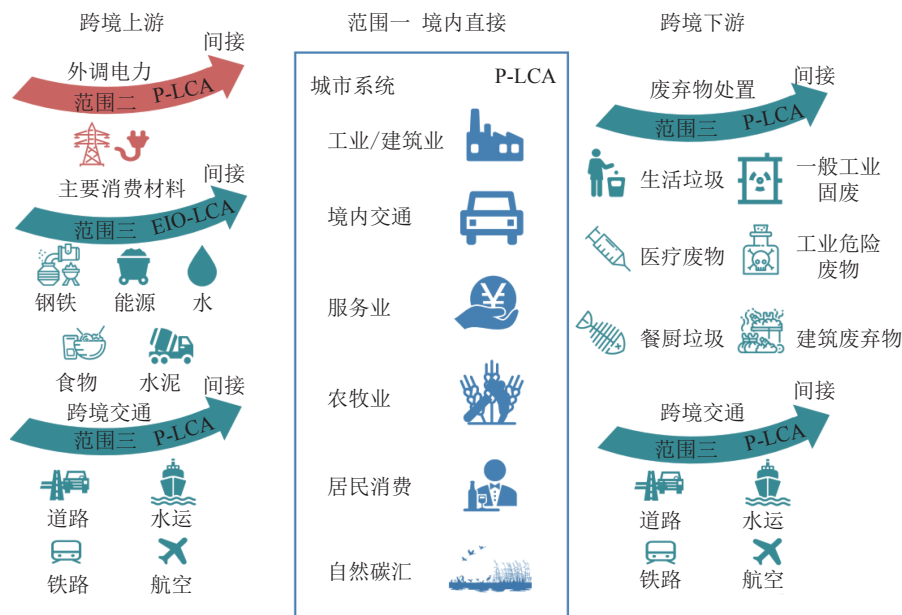 跨境上游
间接
外调电力
范围二 P-LCA
间接
主要消费材料
范围三 EIO-LCA
钢铁 能源 水
食物 水泥
间接
跨境交通
范围三 P-LCA
道路 水运
铁路 航空
范围一 境内直接
城市系统 P-LCA
工业/建筑业
境内交通
服务业
农牧业
居民消费
自然碳汇
跨境下游
间接
废弃物处置
范围三 P-LCA
生活垃圾 一般工业
固废
医疗废物 工业危险
废物
餐厨垃圾 建筑废弃物
间接
跨境交通
范围三 P-LCA
道路 水运
铁路 航空